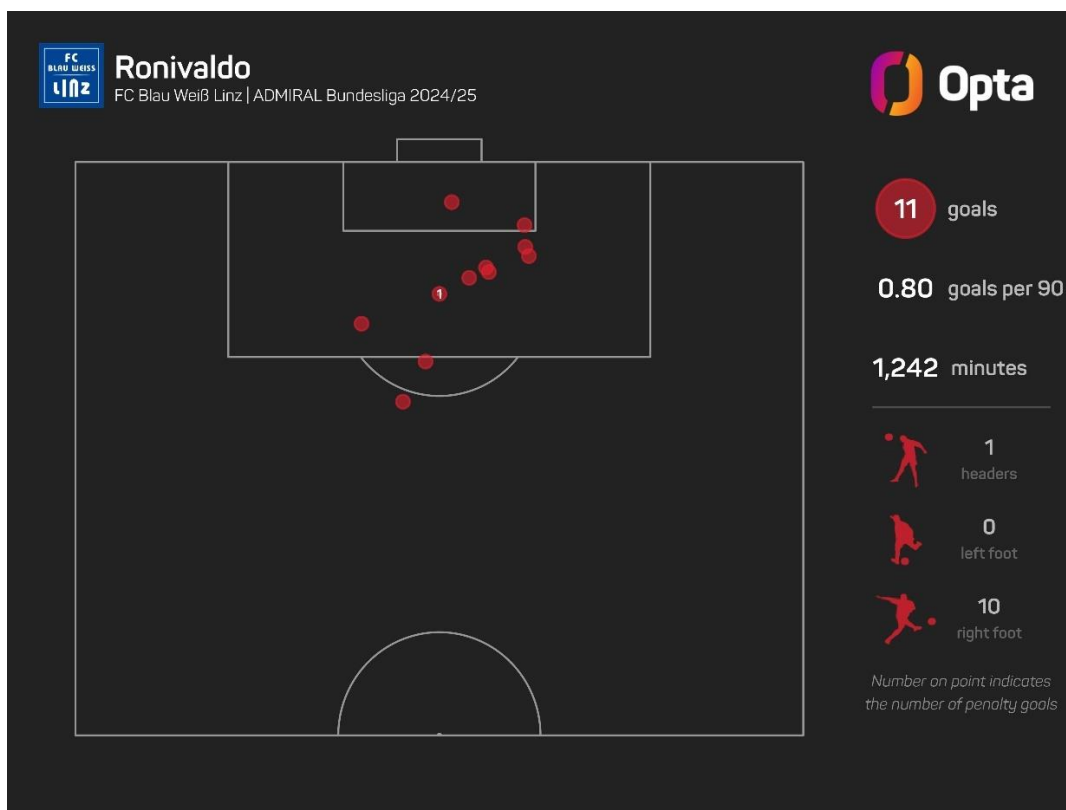 FC
BLAU WEISS
LINZ
Ronivaldo
FC Blau Weiß Linz | ADMIRAL Bundesliga 2024/25
Opta
11 goals
0.80 goals per 90
1,242 minutes
1
1
headers
0
left foot
10
right foot
Number on point indicates
the number of penalty goals